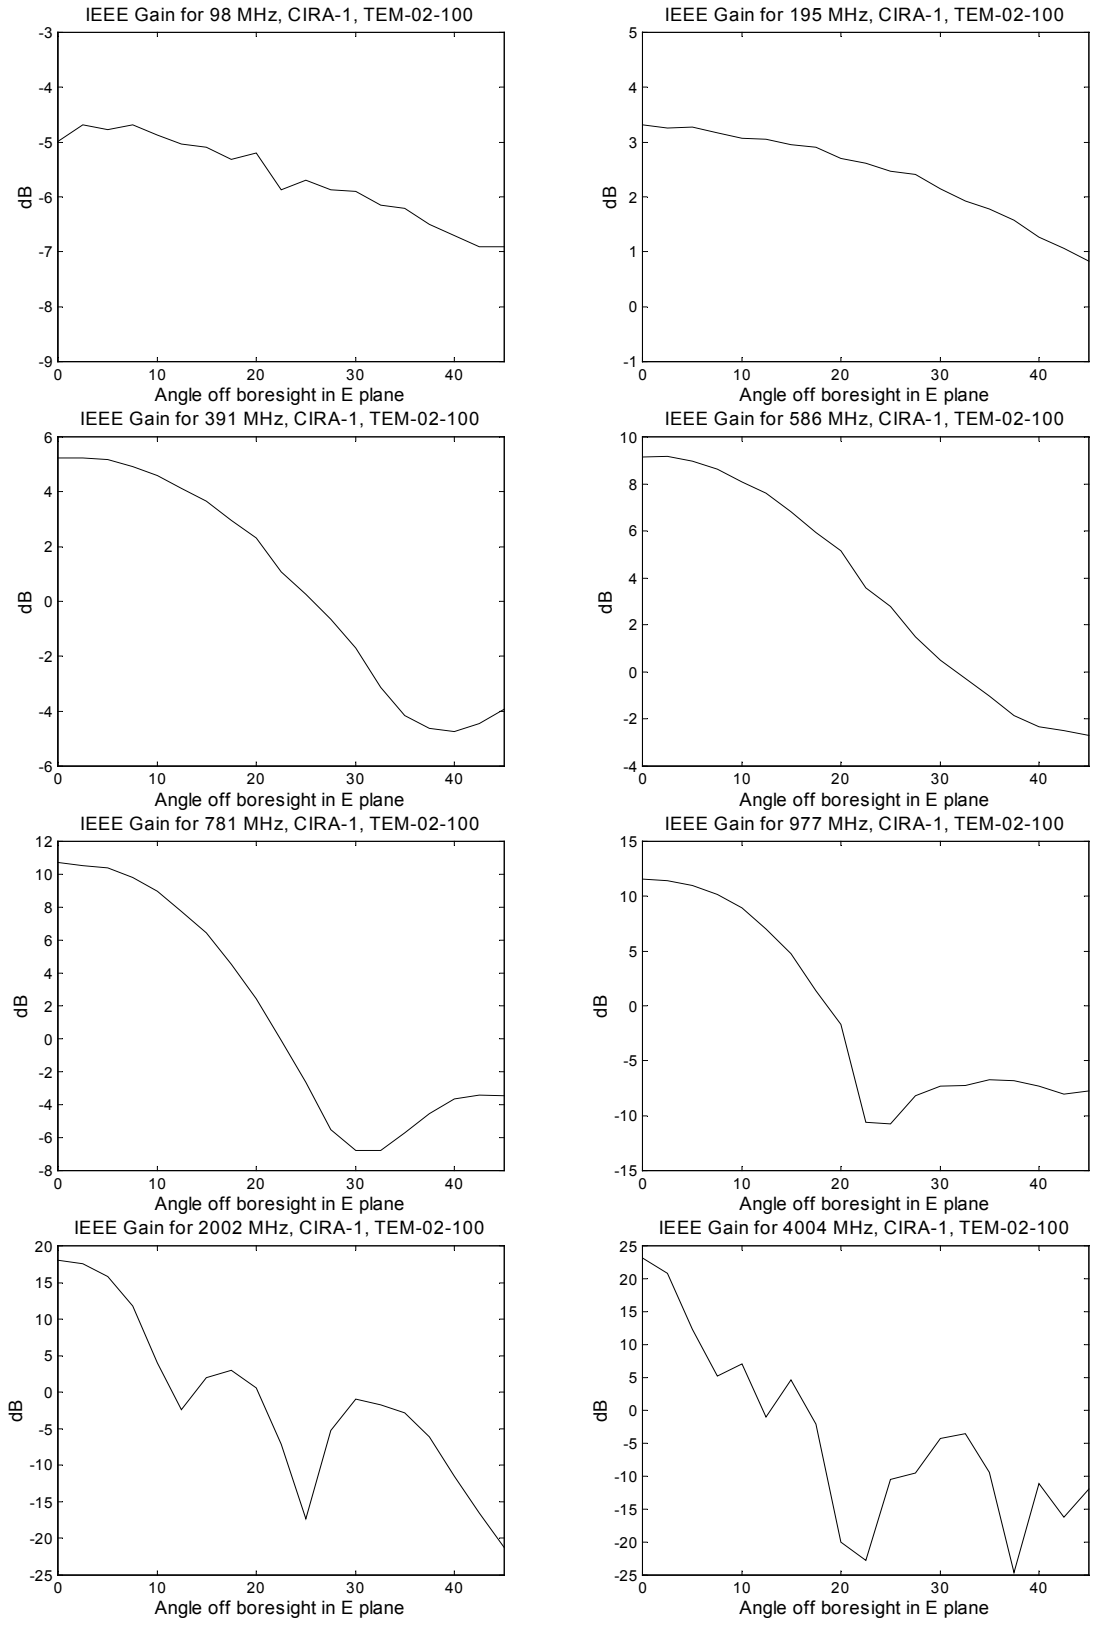 IEEE Gain for 98 MHz, CIRA-1, TEM-02-100
-3
-4
-5
-6
-7
-8
-9
dB
0 10 20 30 40
Angle off boresight in E plane
IEEE Gain for 195 MHz, CIRA-1, TEM-02-100
5
4
3
2
1
0
-1
dB
0 10 20 30 40
Angle off boresight in E plane
IEEE Gain for 391 MHz, CIRA-1, TEM-02-100
6
4
2
0
-2
-4
-6
dB
0 10 20 30 40
Angle off boresight in E plane
IEEE Gain for 586 MHz, CIRA-1, TEM-02-100
10
8
6
4
2
0
-2
-4
dB
0 10 20 30 40
Angle off boresight in E plane
IEEE Gain for 781 MHz, CIRA-1, TEM-02-100
12
10
8
6
4
2
0
-2
-4
-6
-8
dB
0 10 20 30 40
Angle off boresight in E plane
IEEE Gain for 977 MHz, CIRA-1, TEM-02-100
15
10
5
0
-5
-10
-15
dB
0 10 20 30 40
Angle off boresight in E plane
IEEE Gain for 2002 MHz, CIRA-1, TEM-02-100
20
15
10
5
0
-5
-10
-15
-20
-25
dB
0 10 20 30 40
Angle off boresight in E plane
IEEE Gain for 4004 MHz, CIRA-1, TEM-02-100
25
20
15
10
5
0
-5
-10
-15
-20
-25
dB
0 10 20 30 40
Angle off boresight in E plane